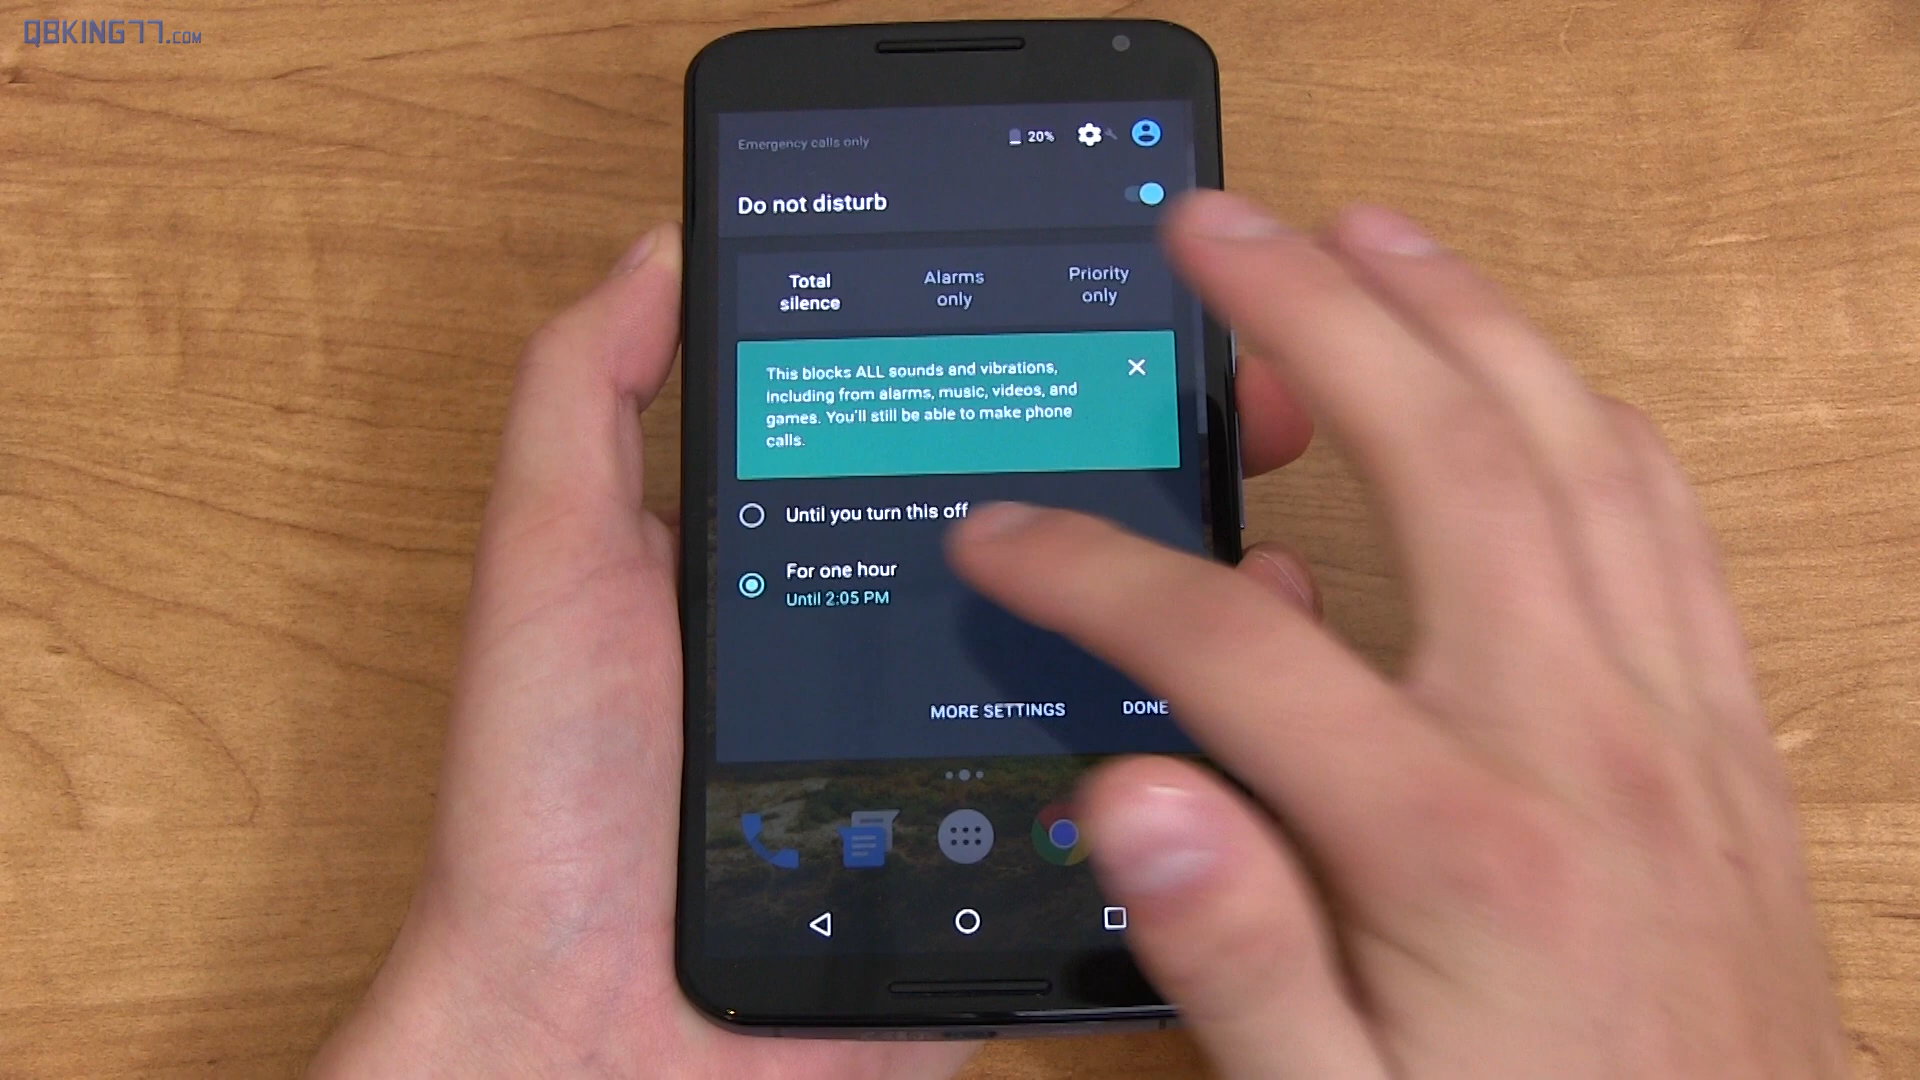 QBKING77.COM
Emergency calls only
20%
Do not disturb
Total
silence
Alarms
only
Priority
only
This blocks ALL sounds and vibrations,
including from alarms, music, videos, and
games. You'll still be able to make phone
calls.
Until you turn this off
For one hour
Until 2:05 PM
MORE SETTINGS
DONE